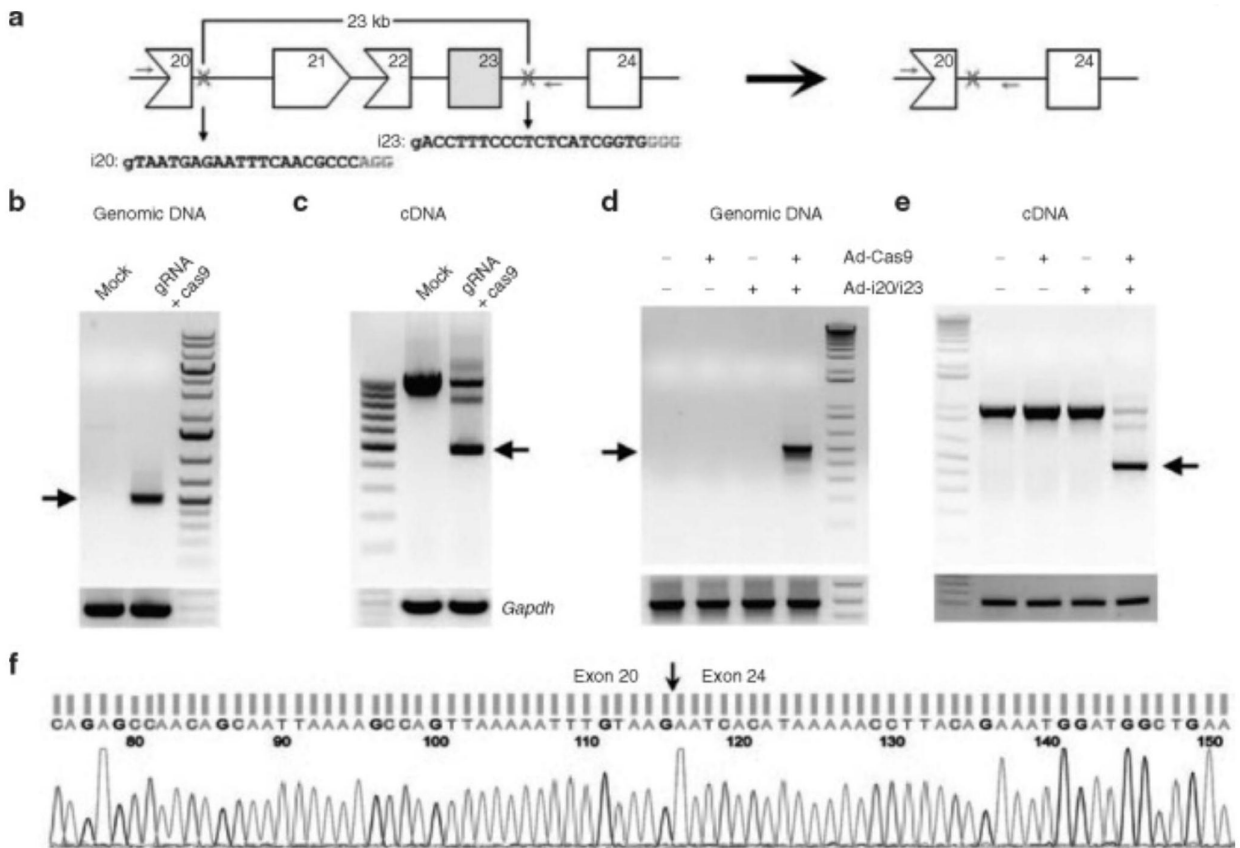 a
23 kb
20 21 22 23 24 20 24
i23: gACCTTTCCCTCTCATCGGTGGGG
i20: gTAATGAGAATTTCAACGCCCAGG
b
Genomic DNA
Mock
gRNA
+ cas9
c
cDNA
Mock
gRNA
+ cas9
Gapdh
d
Genomic DNA
– + – + Ad-Cas9
– – + + Ad-i20/i23
e
cDNA
– + – +
– – + +
f
Exon 20 Exon 24
CAGAGCCAACAGCAATTAAAAGCCAGTTAAAAATTTGTAAGAATCACATAAAAACCTTACAGAAATGGATGGCTGAA
80 90 100 110 120 130 140 150